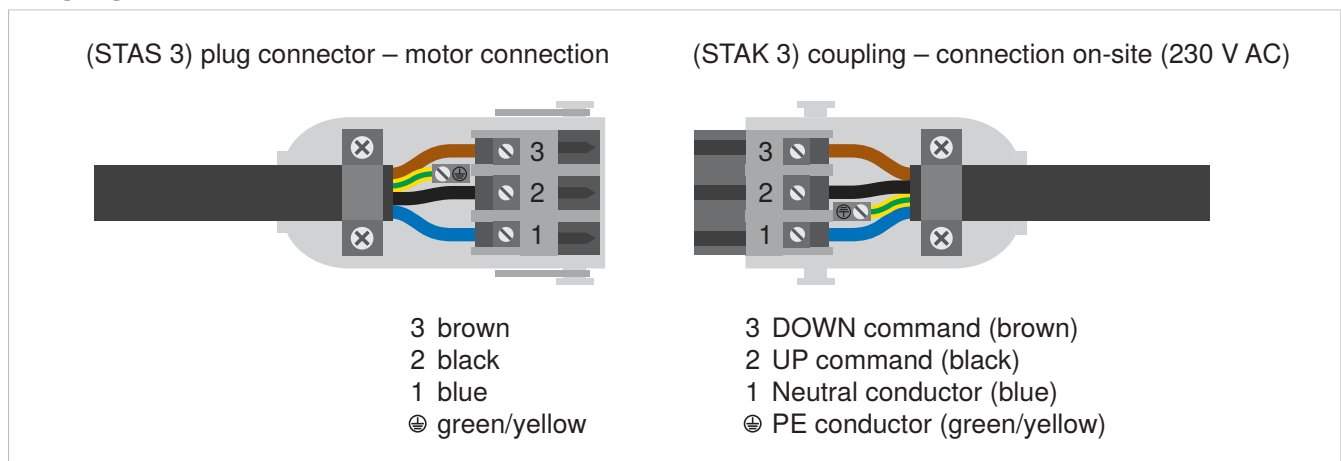 (STAS 3) plug connector – motor connection
(STAK 3) coupling – connection on-site (230 V AC)
3
2
1
3
2
1
3 brown
2 black
1 blue
⏚ green/yellow
3 DOWN command (brown)
2 UP command (black)
1 Neutral conductor (blue)
⏚ PE conductor (green/yellow)